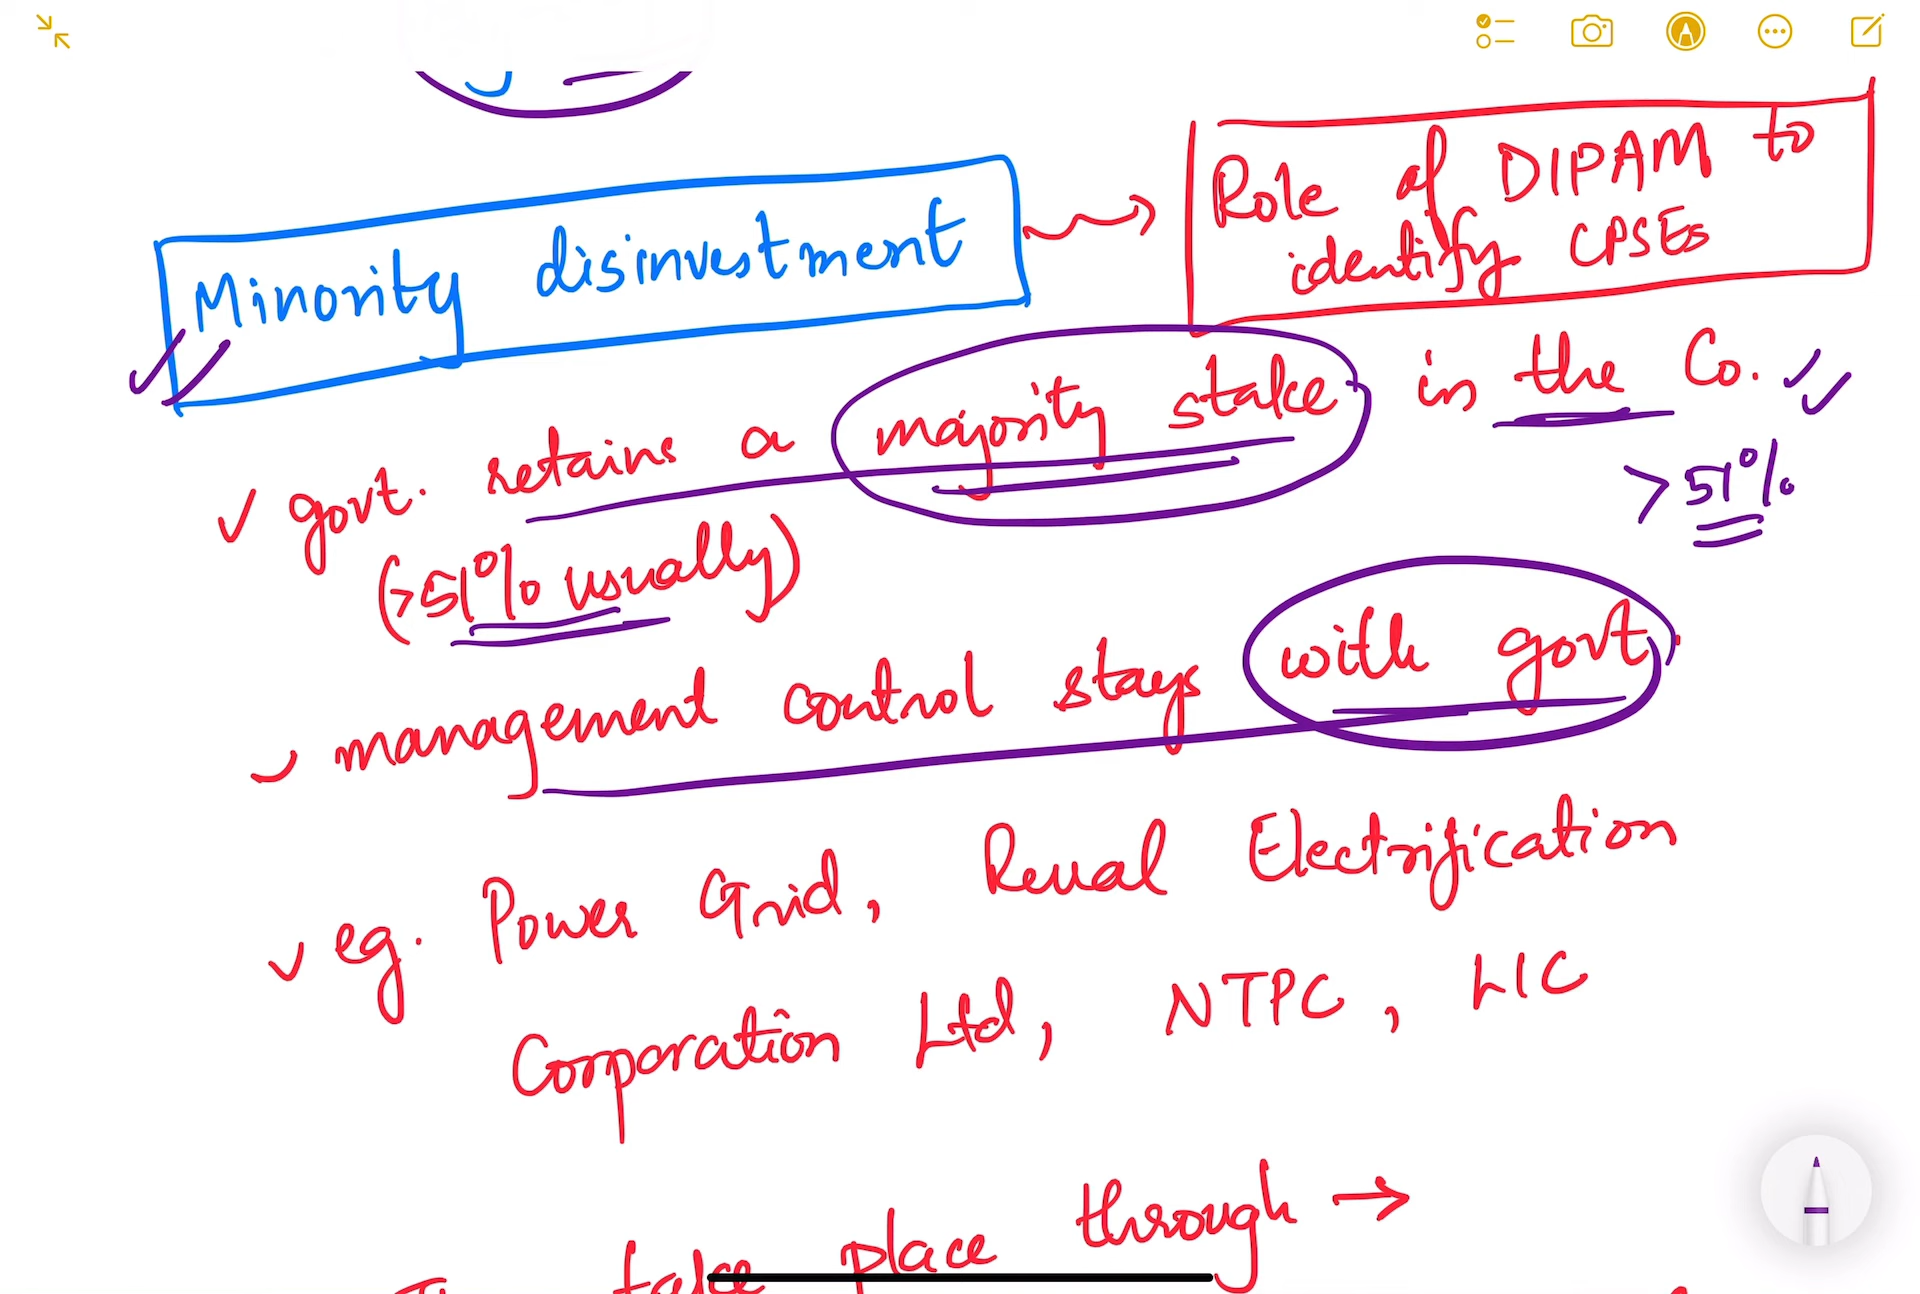 Minority disinvestment
Role of DIPAM to
identify CPSEs
govt. retains a majority stake in the Co.
(>51% usually)
>51%
management control stays with govt.
eg. Power Grid, Rural Electrification
Corporation Ltd, NTPC, LIC
take place through →